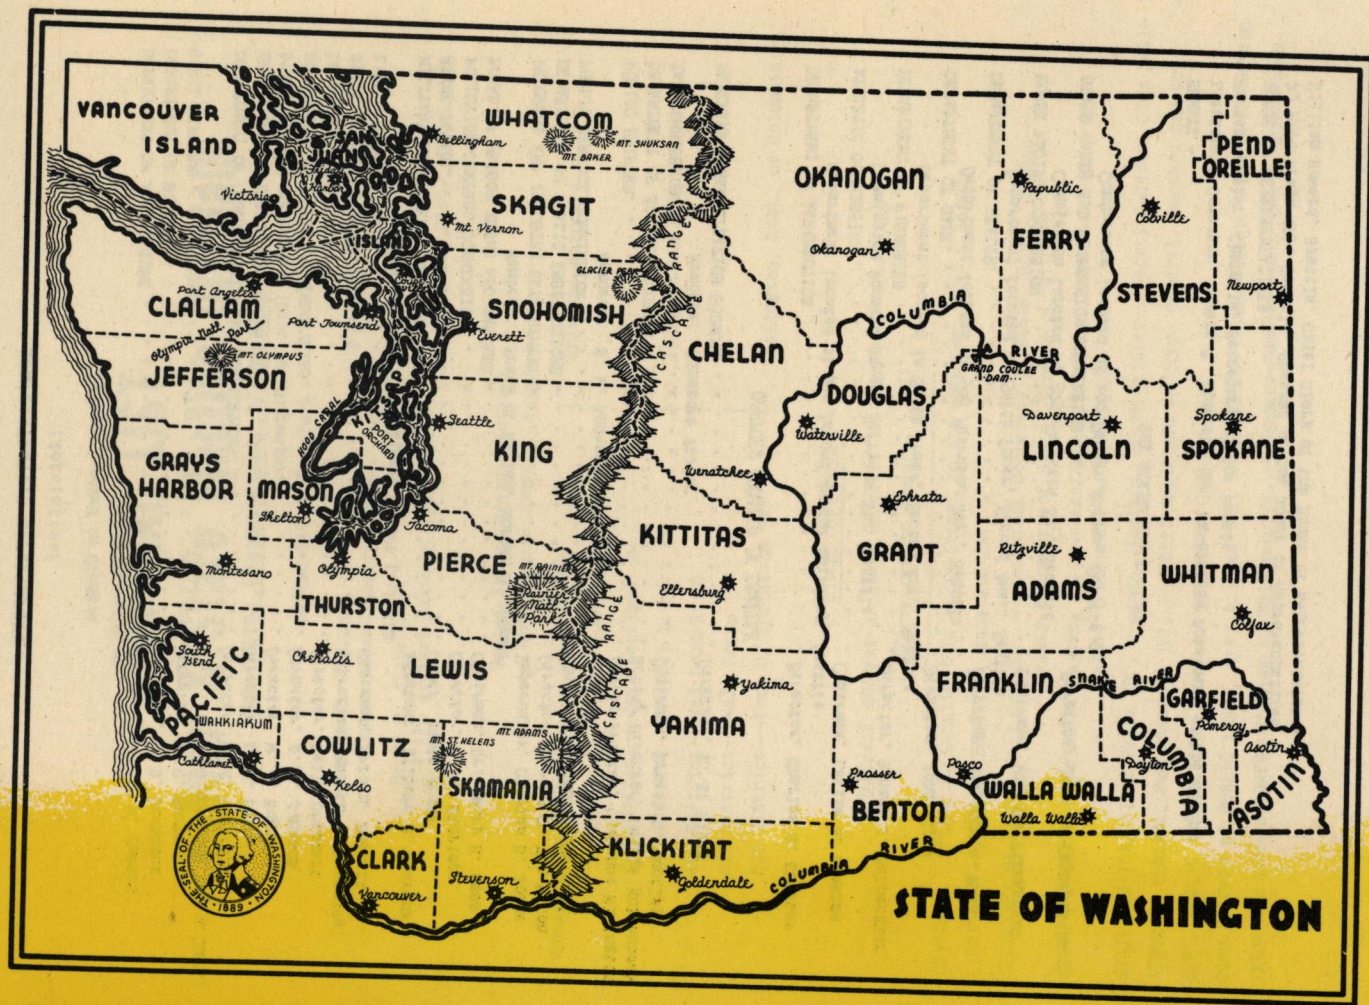 VANCOUVER
ISLAND
Victoria
SAN
JUAN
Friday
Harbor
Bellingham
WHATCOM
MT. BAKER
MT. SHUKSAN
SKAGIT
Mt. Vernon
ISLAND
GLACIER PEAK
SNOHOMISH
Everett
CASCADE RANGE
OKANOGAN
Okanogan
Republic
FERRY
Colville
STEVENS
PEND
OREILLE
Newport
Port Angeles
CLALLAM
Port Townsend
Olympic Natl. Park
MT. OLYMPUS
JEFFERSON
HOOD CANAL
KITSAP
PORT
ORCHARD
Seattle
KING
CHELAN
COLUMBIA RIVER
GRAND COULEE
DAM
DOUGLAS
Waterville
Wenatchee
Davenport
LINCOLN
Spokane
SPOKANE
GRAYS
HARBOR
MASON
Shelton
Tacoma
Montesano
Olympia
PIERCE
MT. RAINIER
Rainier
Natl.
Park
KITTITAS
Ellensburg
Ephrata
GRANT
Ritzville
ADAMS
WHITMAN
Colfax
THURSTON
South
Bend
PACIFIC
Chehalis
LEWIS
CASCADE RANGE
Yakima
YAKIMA
FRANKLIN
SNAKE RIVER
GARFIELD
Pomeroy
WAHKIAKUM
Cathlamet
COWLITZ
Kelso
MT. ST. HELENS
MT. ADAMS
SKAMANIA
Prosser
BENTON
Pasco
WALLA WALLA
Walla Walla
COLUMBIA
Dayton
Asotin
ASOTIN
THE·SEAL·OF·THE·STATE·OF·WASHINGTON
1889
CLARK
Vancouver
Stevenson
KLICKITAT
Goldendale
COLUMBIA RIVER
STATE OF WASHINGTON